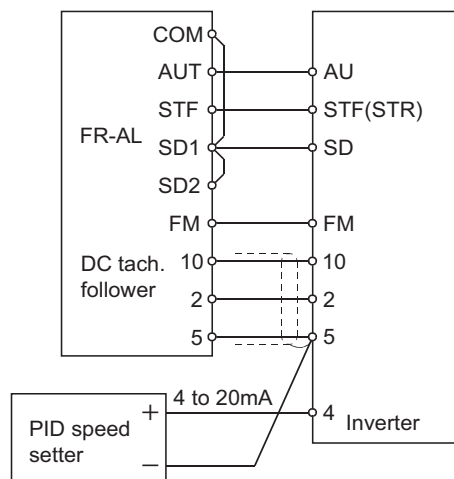 COM
AUT AU
STF STF(STR)
FR-AL
SD1 SD
SD2
FM FM
DC tach.
follower
10 10
2 2
5 5
+ 4 to 20mA 4
PID speed
setter
Inverter
–